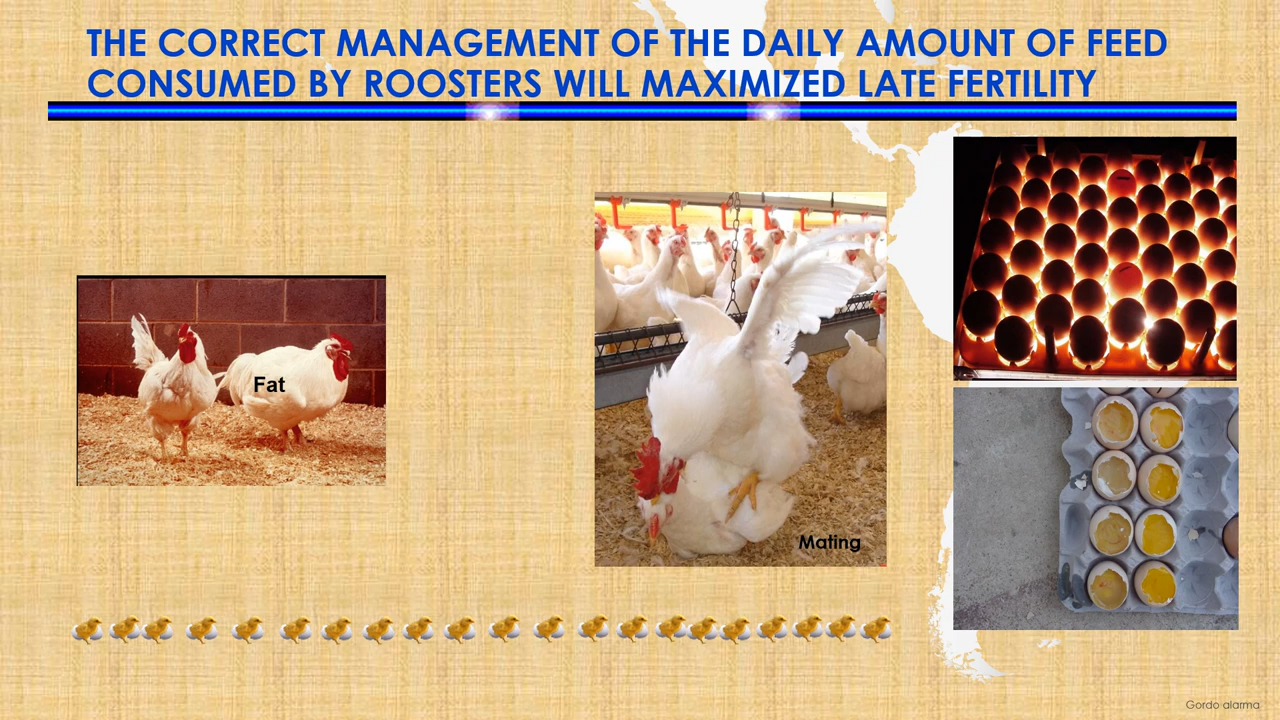 THE CORRECT MANAGEMENT OF THE DAILY AMOUNT OF FEED
CONSUMED BY ROOSTERS WILL MAXIMIZED LATE FERTILITY
Fat
Mating
Gordo alarma